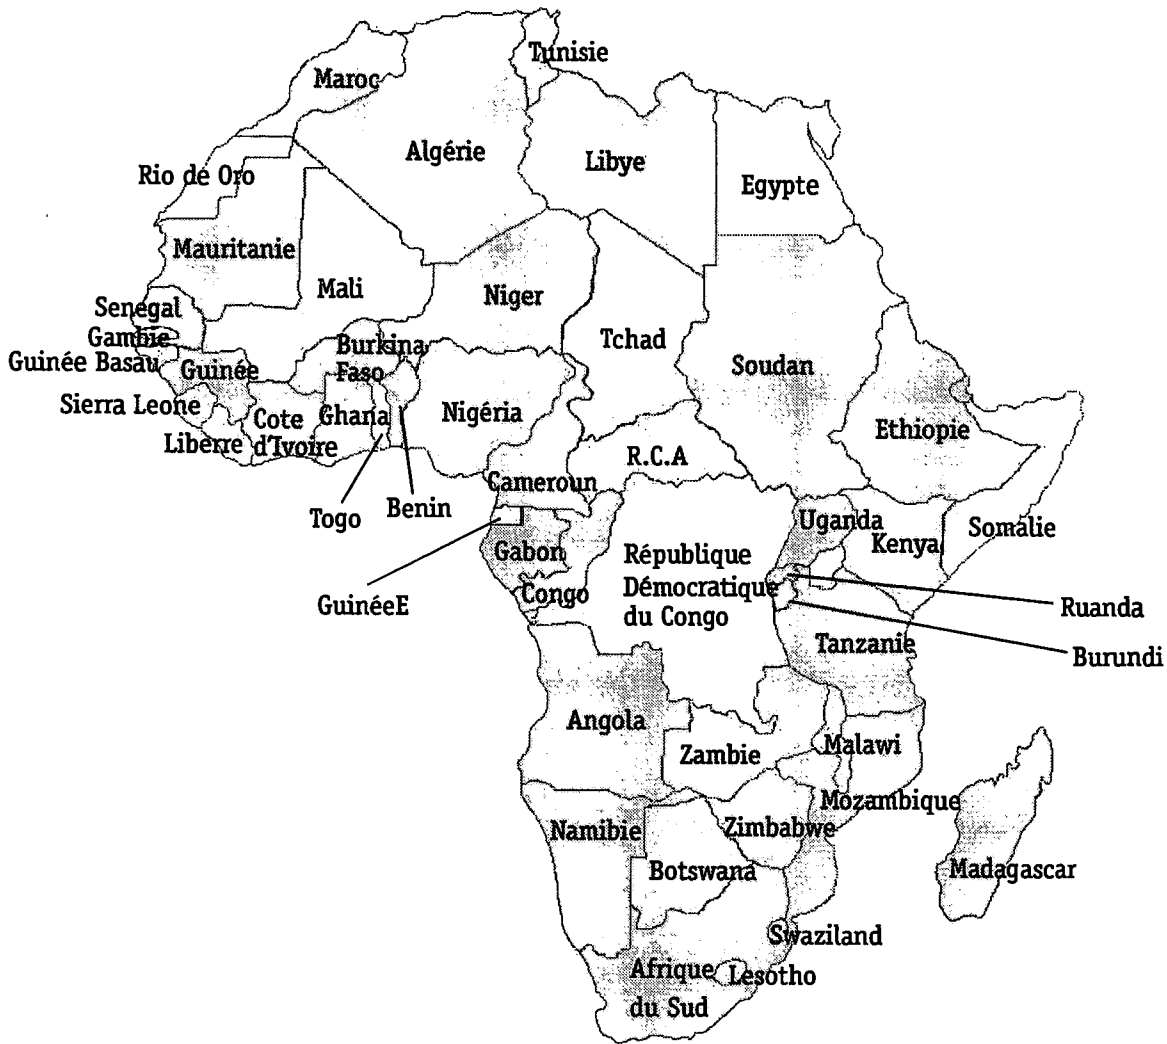 Tunisie
Maroc
Algérie
Libye
Rio de Oro
Egypte
Mauritanie
Mali
Niger
Senegal
Gambie
Tchad
Burkina
Faso
Guinée Basau
Guinée
Soudan
Sierra Leone
Cote
d'Ivoire
Ghana
Nigéria
Ethiopie
Liberre
R.C.A
Cameroun
Togo
Benin
Uganda
Somalie
Kenya
Gabon
République
Démocratique
du Congo
Congo
GuinéeE
Ruanda
Tanzanie
Burundi
Angola
Zambie
Malawi
Mozambique
Namibie
Zimbabwe
Botswana
Madagascar
Swaziland
Afrique
du Sud
Lesotho